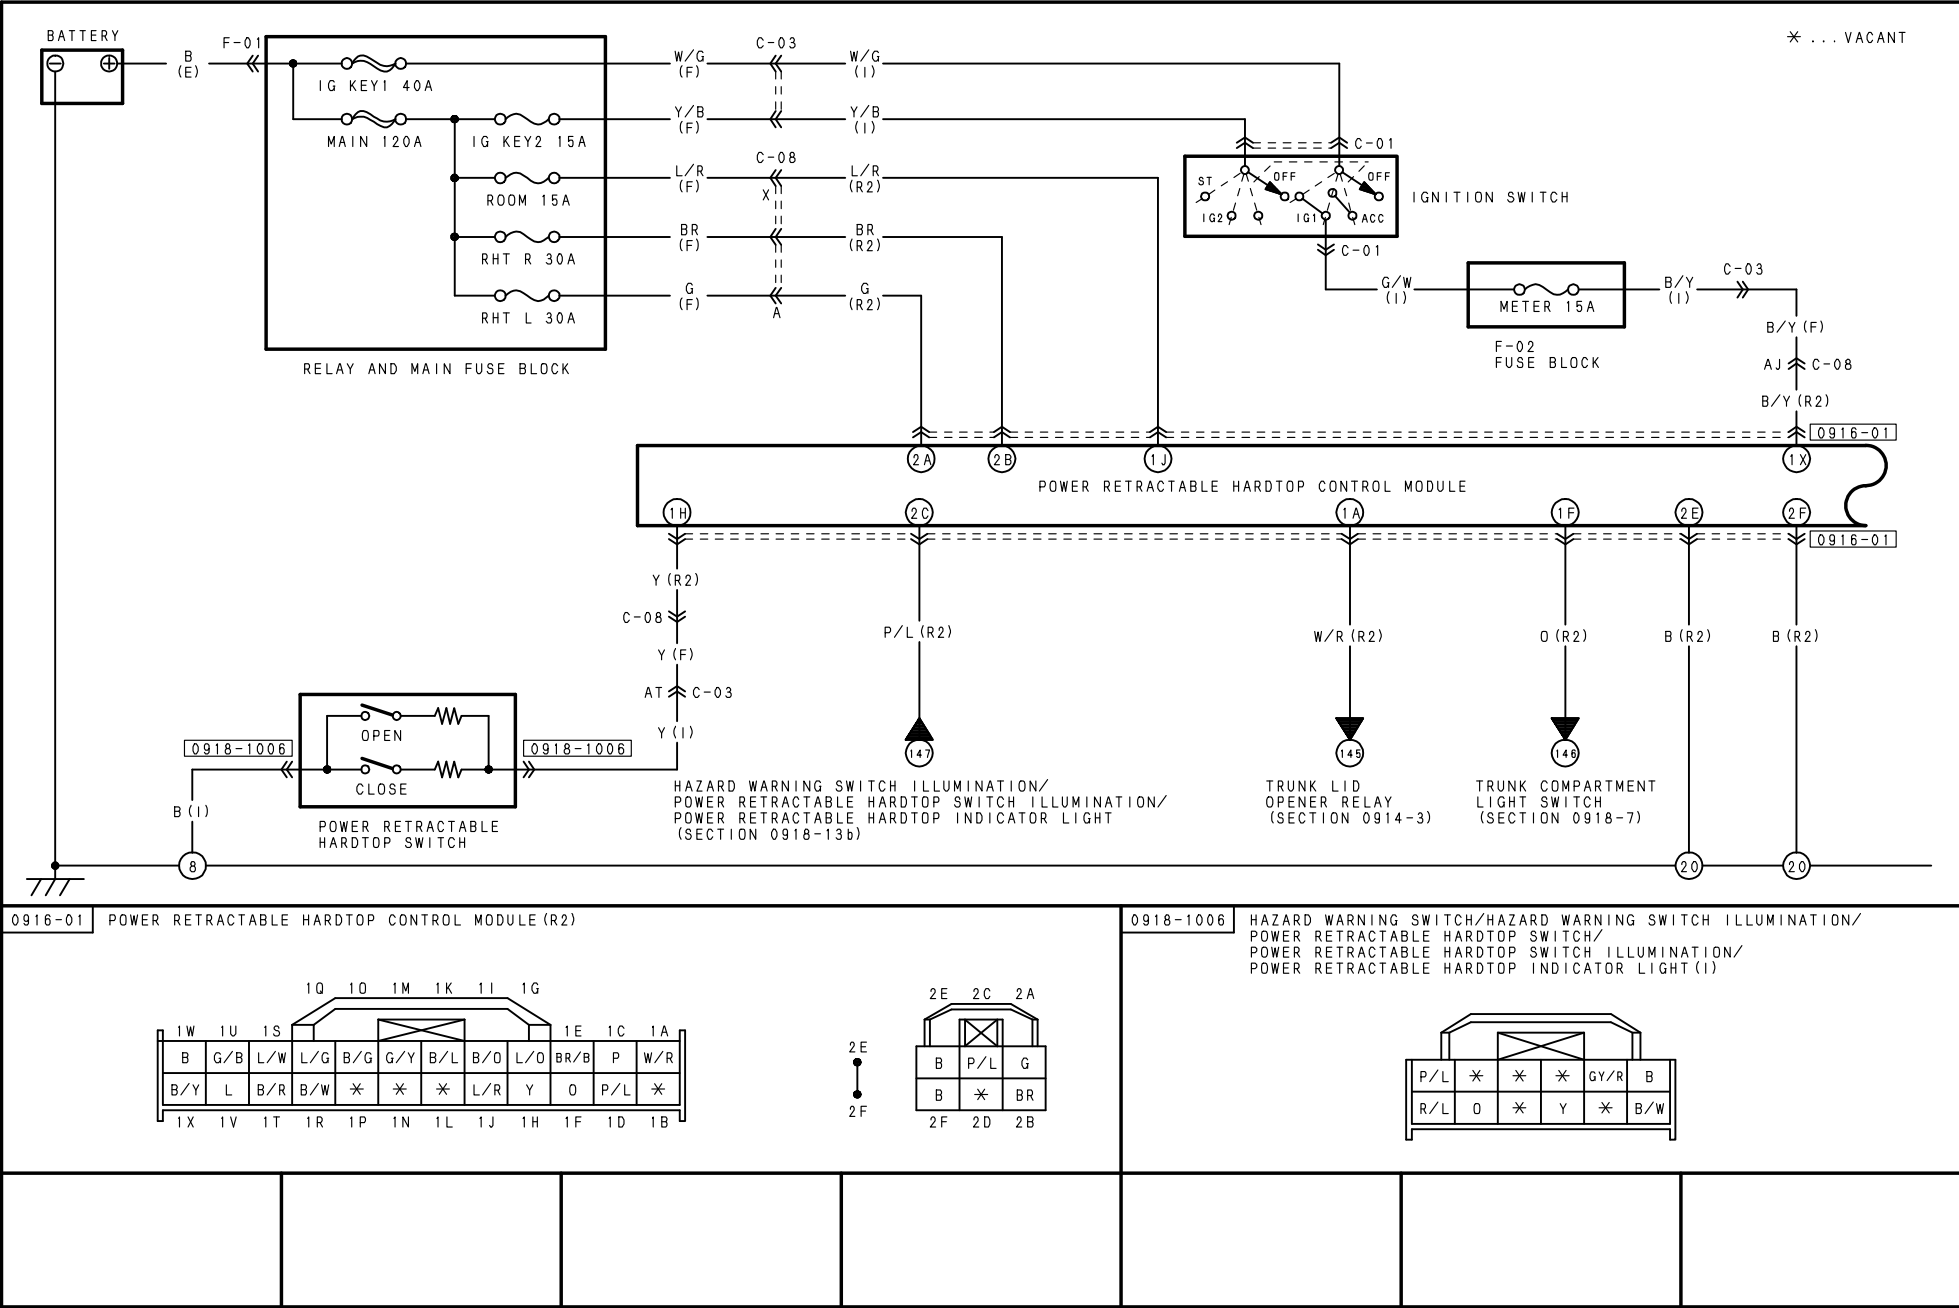 BATTERY
B
(E)
F-01
IG KEY1 40A
MAIN 120A
IG KEY2 15A
ROOM 15A
RHT R 30A
RHT L 30A
RELAY AND MAIN FUSE BLOCK
W/G
(F)
C-03
W/G
(I)
Y/B
(F)
Y/B
(I)
C-08
L/R
(F)
X
L/R
(R2)
BR
(F)
BR
(R2)
G
(F)
A
G
(R2)
* ... VACANT
C-01
ST
OFF
OFF
IG2
IG1
ACC
IGNITION SWITCH
C-01
G/W
(I)
METER 15A
F-02
FUSE BLOCK
B/Y
(I)
C-03
B/Y(F)
AJ
C-08
B/Y(R2)
0916-01
2A
2B
1J
1X
POWER RETRACTABLE HARDTOP CONTROL MODULE
1H
2C
1A
1F
2E
2F
0916-01
Y(R2)
C-08
Y(F)
AT
C-03
Y(I)
P/L(R2)
W/R(R2)
O(R2)
B(R2)
B(R2)
0918-1006
OPEN
CLOSE
0918-1006
B(I)
POWER RETRACTABLE
HARDTOP SWITCH
8
147
HAZARD WARNING SWITCH ILLUMINATION/
POWER RETRACTABLE HARDTOP SWITCH ILLUMINATION/
POWER RETRACTABLE HARDTOP INDICATOR LIGHT
(SECTION 0918-13b)
145
TRUNK LID
OPENER RELAY
(SECTION 0914-3)
146
TRUNK COMPARTMENT
LIGHT SWITCH
(SECTION 0918-7)
20
20
0916-01
POWER RETRACTABLE HARDTOP CONTROL MODULE(R2)
1Q 1O 1M 1K 1I 1G
1W 1U 1S 1E 1C 1A
B G/B L/W L/G B/G G/Y B/L B/O L/O BR/B P W/R
B/Y L B/R B/W * * * L/R Y O P/L *
1X 1V 1T 1R 1P 1N 1L 1J 1H 1F 1D 1B
2E
2F
2E 2C 2A
B P/L G
B * BR
2F 2D 2B
0918-1006
HAZARD WARNING SWITCH/HAZARD WARNING SWITCH ILLUMINATION/
POWER RETRACTABLE HARDTOP SWITCH/
POWER RETRACTABLE HARDTOP SWITCH ILLUMINATION/
POWER RETRACTABLE HARDTOP INDICATOR LIGHT(I)
P/L * * * GY/R B
R/L O * Y * B/W